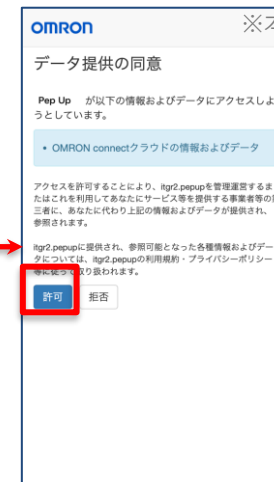 OMRON
※
データ提供の同意
Pep Up が以下の情報およびデータにアクセスしよ
うとしています。
• OMRON connectクラウドの情報およびデータ
アクセスを許可することにより、itgr2.pepupを管理運営するま
たはこれを利用してあなたにサービス等を提供する事業者等の
三者に、あなたに代わり上記の情報およびデータが提供され、
参照されます。
itgr2.pepupに提供され、参照可能となった各種情報およびデー
タについては、itgr2.pepupの利用規約・プライバシーポリシー
等に従って取り扱われます。
許可 拒否